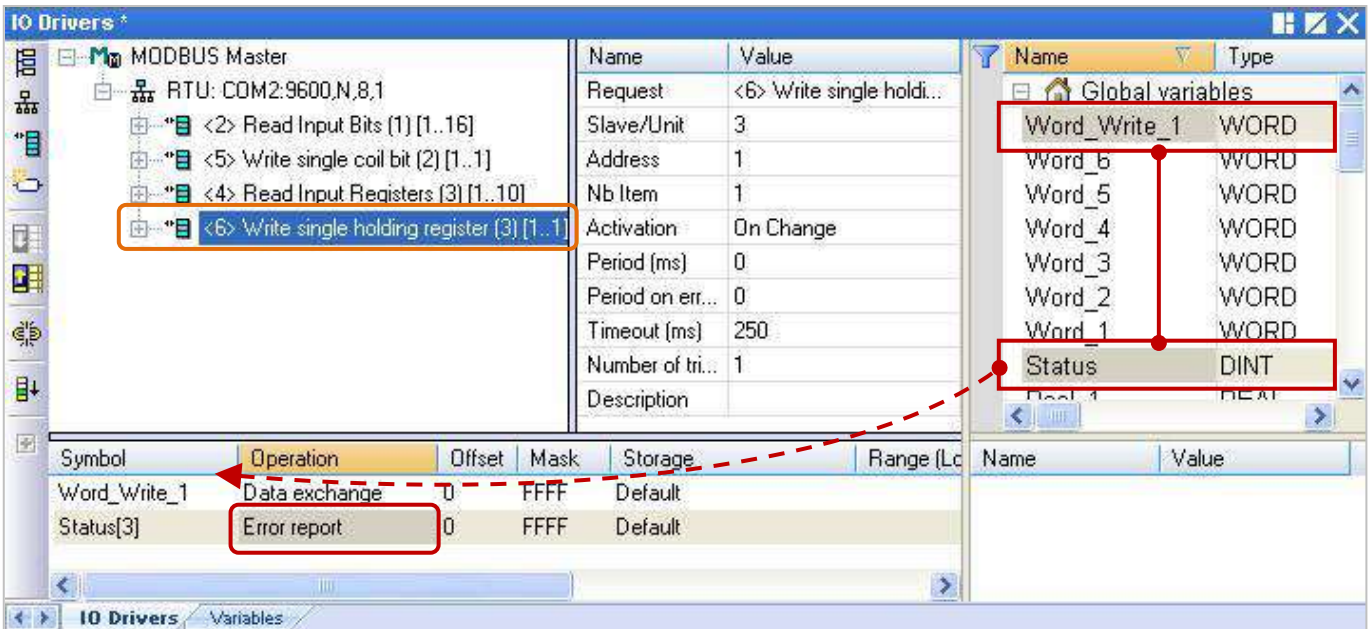 IO Drivers *
MODBUS Master
RTU: COM2:9600,N,8,1
<2> Read Input Bits (1) [1..16]
<5> Write single coil bit (2) [1..1]
<4> Read Input Registers (3) [1..10]
<6> Write single holding register (3) [1..1]
Name Value
Request <6> Write single holdi...
Slave/Unit 3
Address 1
Nb Item 1
Activation On Change
Period (ms) 0
Period on err... 0
Timeout (ms) 250
Number of tri... 1
Description
Name Type
Global variables
Word_Write_1 WORD
Word_6 WORD
Word_5 WORD
Word_4 WORD
Word_3 WORD
Word_2 WORD
Word_1 WORD
Status DINT
Symbol Operation Offset Mask Storage Range (Lo
Word_Write_1 Data exchange 0 FFFF Default
Status[3] Error report 0 FFFF Default
Name Value
IO Drivers Variables